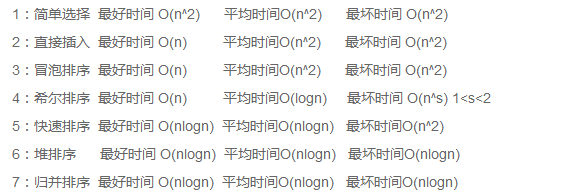 1：简单选择 最好时间 O(n^2) 平均时间O(n^2) 最坏时间 O(n^2)
2：直接插入 最好时间 O(n) 平均时间O(n^2) 最坏时间 O(n^2)
3：冒泡排序 最好时间 O(n) 平均时间O(n^2) 最坏时间 O(n^2)
4：希尔排序 最好时间 O(n) 平均时间O(logn) 最坏时间 O(n^s) 1<s<2
5：快速排序 最好时间 O(nlogn) 平均时间O(nlogn) 最坏时间O(n^2)
6：堆排序 最好时间 O(nlogn) 平均时间O(nlogn) 最坏时间O(nlogn)
7：归并排序 最好时间 O(nlogn) 平均时间O(nlogn) 最坏时间O(nlogn)